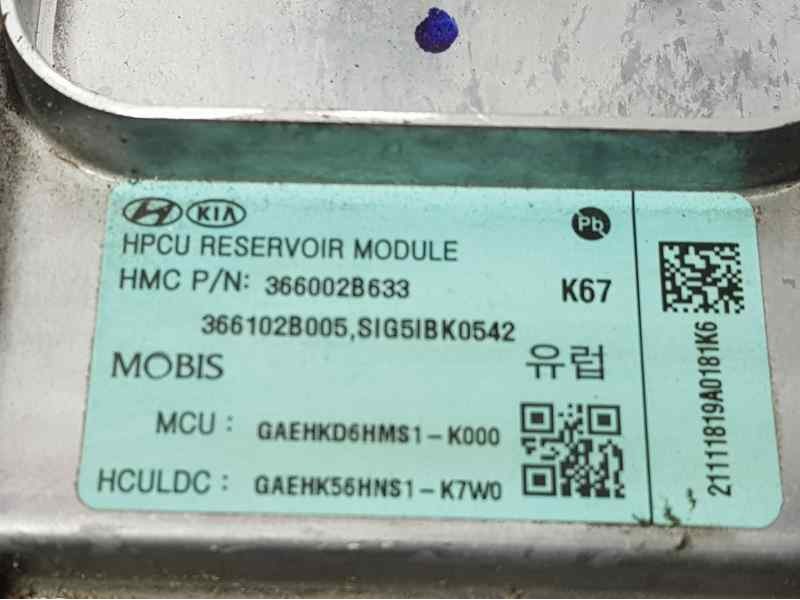 KIA
Pb
HPCU RESERVOIR MODULE
HMC P/N: 366002B633
K67
366102B005,SIG5IBK0542
MOBIS
유럽
MCU : GAEHKD6HMS1-K000
HCULDC : GAEHK56HNS1-K7W0
21111819A0181K6